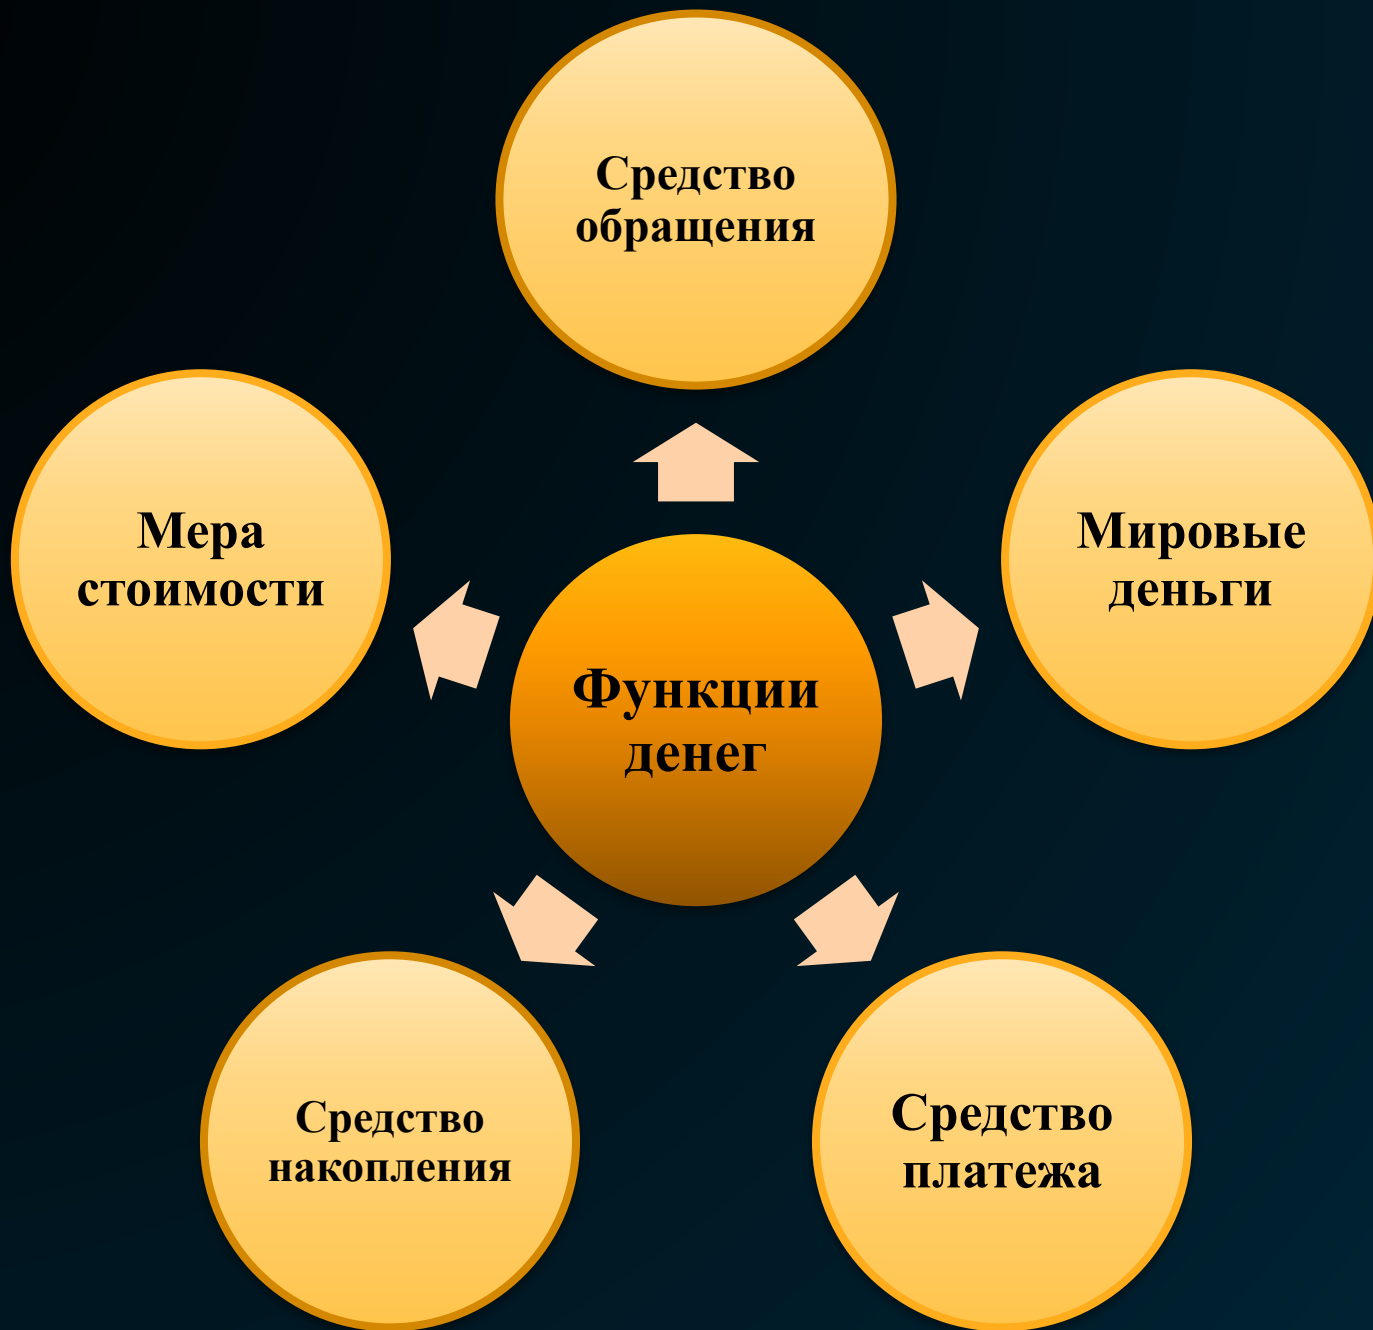 Средство
обращения
Мера
стоимости
Мировые
деньги
Функции
денег
Средство
накопления
Средство
платежа